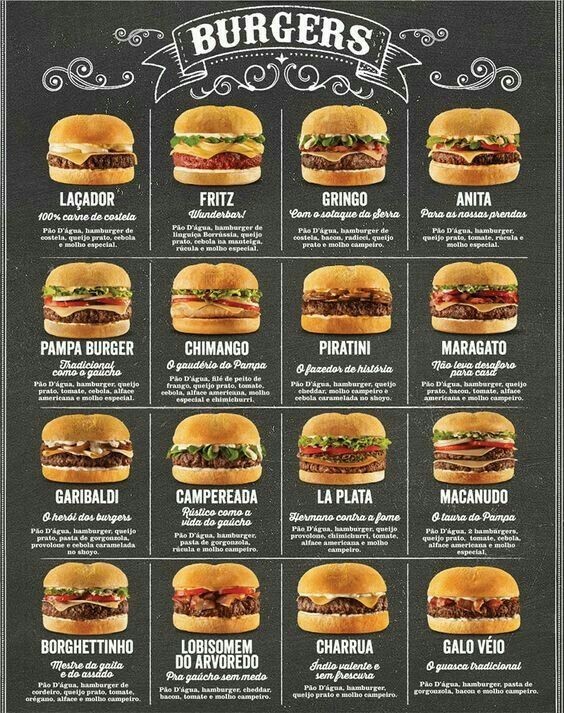 BURGERS
LAÇADOR
100% carne de costela
Pão D'água, hamburger de
costela, queijo prato, cebola
e molho especial.
FRITZ
Wunderbar!
Pão D'água, hamburger de
linguiça Borrússia, queijo
prato, cebola na manteiga,
rúcula e molho especial.
GRINGO
Com o sotaque da Serra
Pão D'água, hamburger de
costela, bacon, radicci, queijo
prato e molho campeiro.
ANITA
Para as nossas prendas
Pão D'água, hamburger,
queijo prato, tomate, rúcula e
molho especial.
PAMPA BURGER
Tradicional
como o gaúcho
Pão D'água, hamburger, queijo
prato, tomate, cebola, alface
americana e molho especial.
CHIMANGO
O gaudério do Pampa
Pão D'água, filé de peito de
frango, queijo prato, tomate,
cebola, alface americana, molho
especial e chimichurri.
PIRATINI
O fazedor de história
Pão D'água, hamburger, queijo
cheddar, molho campeiro e
cebola caramelada no shoyo.
MARAGATO
Não leva desaforo
para casa
Pão D'água, hamburger, queijo
prato, bacon, tomate, alface
americana e molho especial.
GARIBALDI
O herói dos burgers
Pão D'água, hamburger, queijo
prato, pasta de gorgonzola,
provolone e cebola caramelada
no shoyo.
CAMPEREADA
Rústico como a
vida do gaúcho
Pão D'água, hamburger,
pasta de gorgonzola,
rúcula e molho campeiro.
LA PLATA
Hermano contra a fome
Pão D'água, hamburger, queijo
provolone, chimichurri, tomate,
alface americana e molho
campeiro.
MACANUDO
O taura do Pampa
Pão D'água, 2 hambúrgers,
queijo prato, tomate, cebola,
alface americana e molho
especial.
BORGHETTINHO
Mestre da gaita
e do assado
Pão D'água, hamburger de
cordeiro, queijo prato, tomate,
orégano, alface e molho campeiro.
LOBISOMEM
DO ARVOREDO
Pra gaúcho sem medo
Pão D'água, hamburger, cheddar,
bacon, tomate e molho campeiro.
CHARRUA
Índio valente e
sem frescura
Pão D'água, hamburger,
queijo prato e molho campeiro.
GALO VÉIO
O guasca tradicional
Pão D'água, hamburger, pasta de
gorgonzola, bacon e molho campeiro.